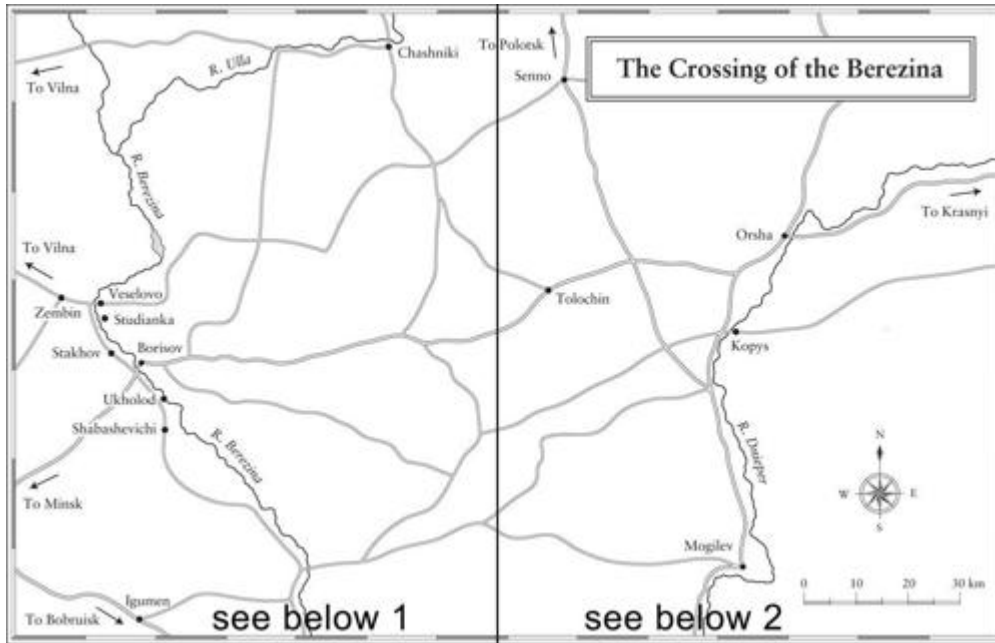 The Crossing of the Berezina
To Polotsk
Chashniki
R. Ulla
Senno
To Vilna
R. Berezina
To Krasnyi
Orsha
To Vilna
Veselovo
Tolochin
Zembin
Studianka
Kopys
Stakhov
Borisov
Ukholod
Shabashevichi
R. Berezina
R. Dnieper
N
W
E
S
To Minsk
Mogilev
0
10
20
30 km
Igumen
To Bobruisk
see below 1
see below 2